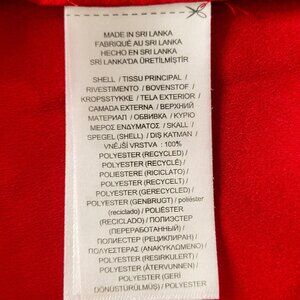 MADE IN SRI LANKA
FABRIQUÉ AU SRI LANKA
HECHO EN SRI LANKA
SRI LANKA'DA ÜRETİLMİŞTİR
SHELL / TISSU PRINCIPAL /
RIVESTIMENTO / BOVENSTOF /
KROPSSTYKKE / TELA EXTERIOR /
CAMADA EXTERNA / ВЕРХНИЙ
МАТЕРИАЛ / ОБВИВКА / ΚΥΡΙΟ
ΜΕΡΟΣ ΕΝΔΥΜΑΤΟΣ / SKALL /
SPEGEL (SHELL) / DIŞ KATMAN /
VNĚJŠÍ VRSTVA : 100%
POLYESTER (RECYCLED) /
POLYESTER (RECYCLÉ) /
POLIESTERE (RICICLATO) /
POLYESTER (RECYCELT) /
POLYESTER (GERECYCLED) /
POLYESTER (GENBRUGT) / poliéster
(reciclado) / POLIÉSTER
(RECICLADO) / ПОЛИЭСТЕР
(ПЕРЕРАБОТАННЫЙ) /
ПОЛИЕСТЕР (РЕЦИКЛИРАН) /
ΠΟΛΥΕΣΤΕΡΑΣ (ΑΝΑΚΥΚΛΩΜΕΝΟ) /
POLYESTER (RESIRKULERT) /
POLYESTER (ÅTERVUNNEN) /
POLYESTER (GERİ
DÖNÜŞTÜRÜLMÜŞ) / POLYESTER